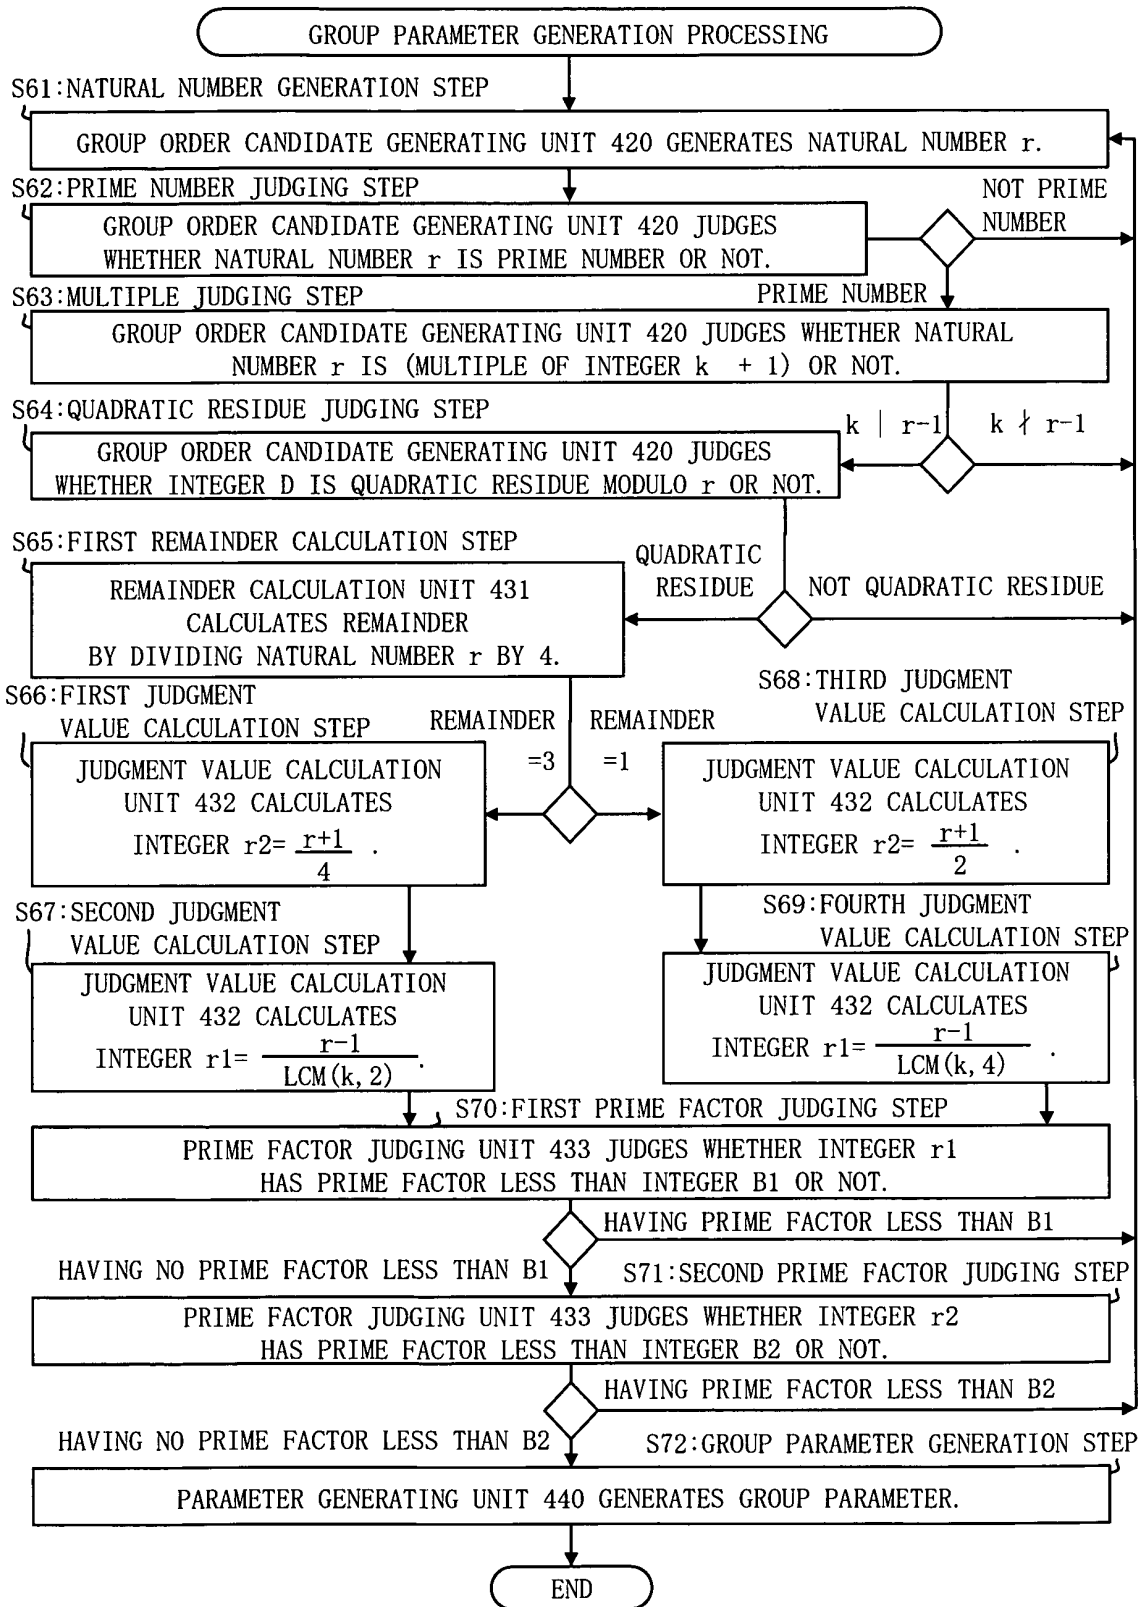 GROUP PARAMETER GENERATION PROCESSING
S61:NATURAL NUMBER GENERATION STEP
GROUP ORDER CANDIDATE GENERATING UNIT 420 GENERATES NATURAL NUMBER r.
S62:PRIME NUMBER JUDGING STEP
GROUP ORDER CANDIDATE GENERATING UNIT 420 JUDGES
WHETHER NATURAL NUMBER r IS PRIME NUMBER OR NOT.
NOT PRIME
NUMBER
PRIME NUMBER
S63:MULTIPLE JUDGING STEP
GROUP ORDER CANDIDATE GENERATING UNIT 420 JUDGES WHETHER NATURAL
NUMBER r IS (MULTIPLE OF INTEGER k + 1) OR NOT.
k | r-1
k ∤ r-1
S64:QUADRATIC RESIDUE JUDGING STEP
GROUP ORDER CANDIDATE GENERATING UNIT 420 JUDGES
WHETHER INTEGER D IS QUADRATIC RESIDUE MODULO r OR NOT.
QUADRATIC
RESIDUE
NOT QUADRATIC RESIDUE
S65:FIRST REMAINDER CALCULATION STEP
REMAINDER CALCULATION UNIT 431
CALCULATES REMAINDER
BY DIVIDING NATURAL NUMBER r BY 4.
REMAINDER
=3
REMAINDER
=1
S66:FIRST JUDGMENT
VALUE CALCULATION STEP
JUDGMENT VALUE CALCULATION
UNIT 432 CALCULATES
INTEGER r2= r+1
4 .
S68:THIRD JUDGMENT
VALUE CALCULATION STEP
JUDGMENT VALUE CALCULATION
UNIT 432 CALCULATES
INTEGER r2= r+1
2 .
S67:SECOND JUDGMENT
VALUE CALCULATION STEP
JUDGMENT VALUE CALCULATION
UNIT 432 CALCULATES
INTEGER r1= r-1
LCM(k,2) .
S69:FOURTH JUDGMENT
VALUE CALCULATION STEP
JUDGMENT VALUE CALCULATION
UNIT 432 CALCULATES
INTEGER r1= r-1
LCM(k,4) .
S70:FIRST PRIME FACTOR JUDGING STEP
PRIME FACTOR JUDGING UNIT 433 JUDGES WHETHER INTEGER r1
HAS PRIME FACTOR LESS THAN INTEGER B1 OR NOT.
HAVING PRIME FACTOR LESS THAN B1
HAVING NO PRIME FACTOR LESS THAN B1
S71:SECOND PRIME FACTOR JUDGING STEP
PRIME FACTOR JUDGING UNIT 433 JUDGES WHETHER INTEGER r2
HAS PRIME FACTOR LESS THAN INTEGER B2 OR NOT.
HAVING PRIME FACTOR LESS THAN B2
HAVING NO PRIME FACTOR LESS THAN B2
S72:GROUP PARAMETER GENERATION STEP
PARAMETER GENERATING UNIT 440 GENERATES GROUP PARAMETER.
END